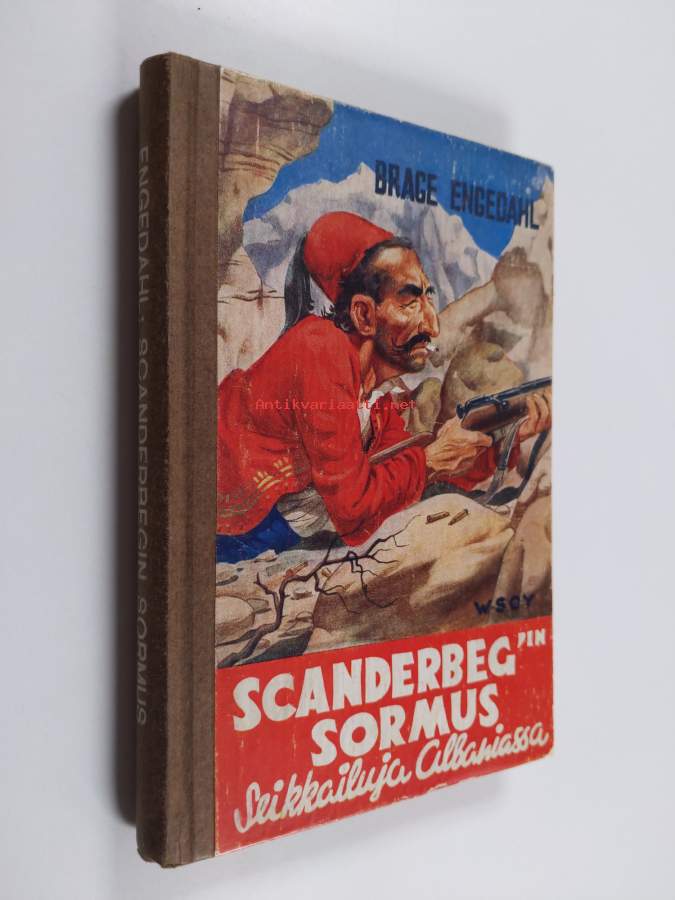 ENGEDAHL · SCANDERBEGIN SORMUS
BRAGE ENGEDAHL
Antikvariaatti.net
W·S·O·Y
SCANDERBEG'IN
SORMUS
Seikkailuja Albaniassa